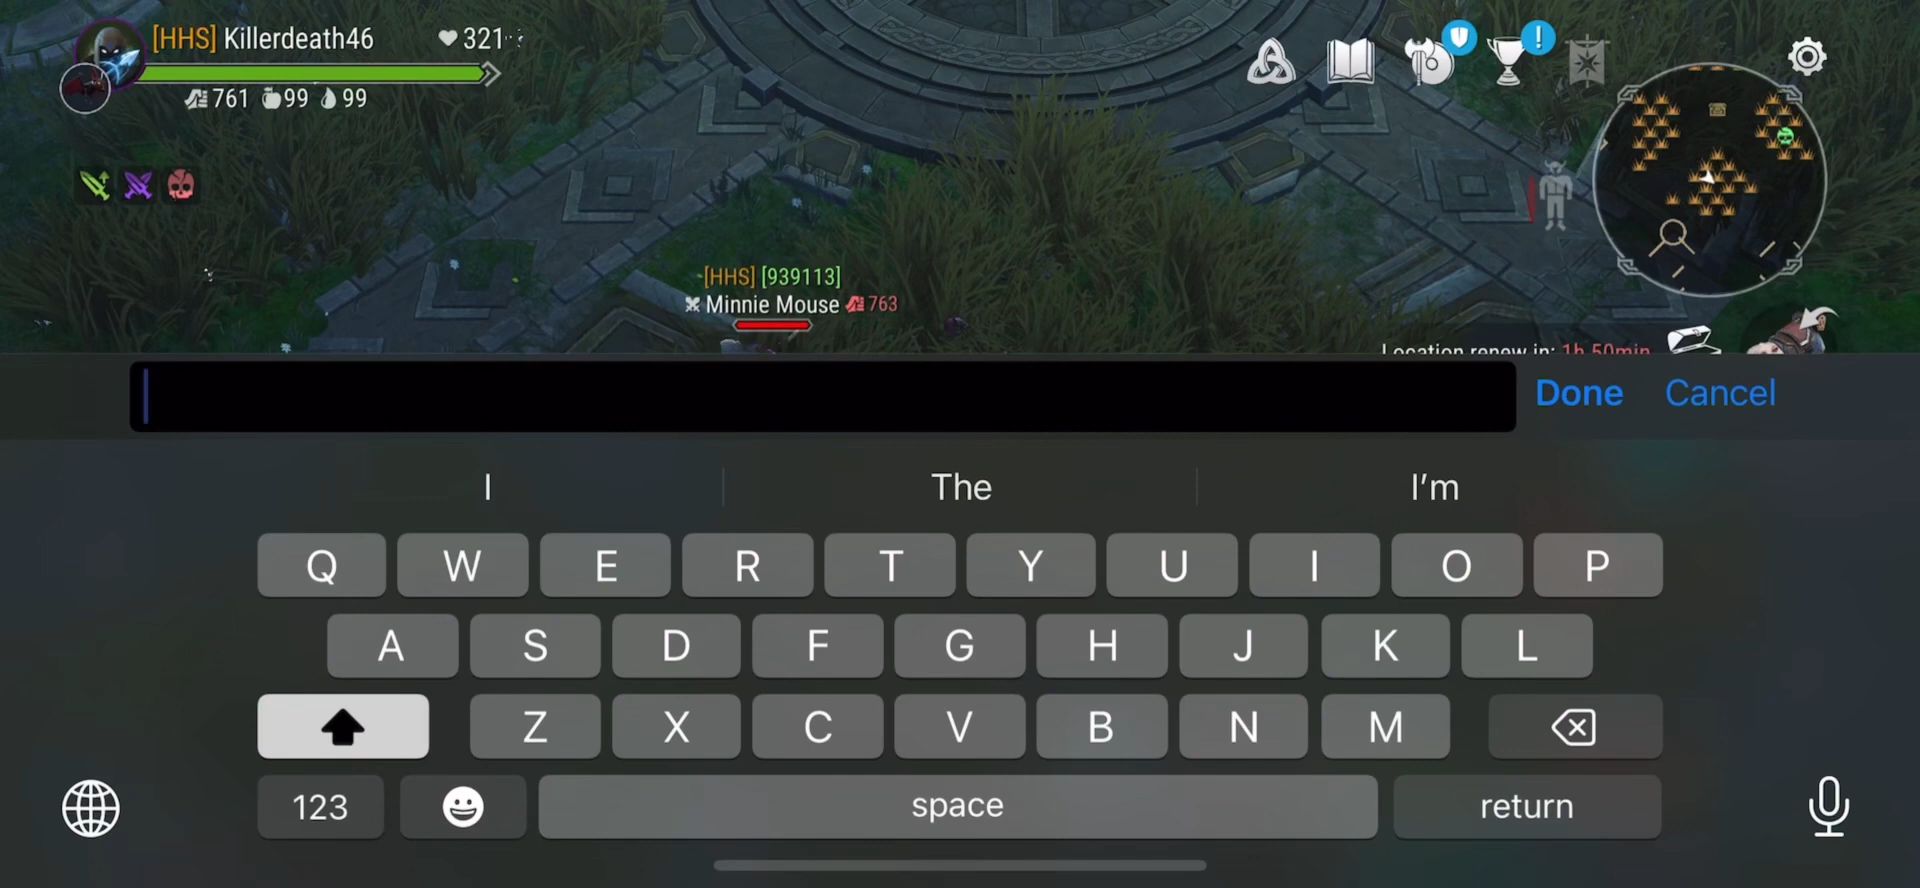 [HHS] Killerdeath46 321
761 99 99
!
[HHS] [939113]
Minnie Mouse 763
Location renew in: 1h 50min
Done Cancel
I The I'm
Q W E R T Y U I O P
A S D F G H J K L
Z X C V B N M
123 space return